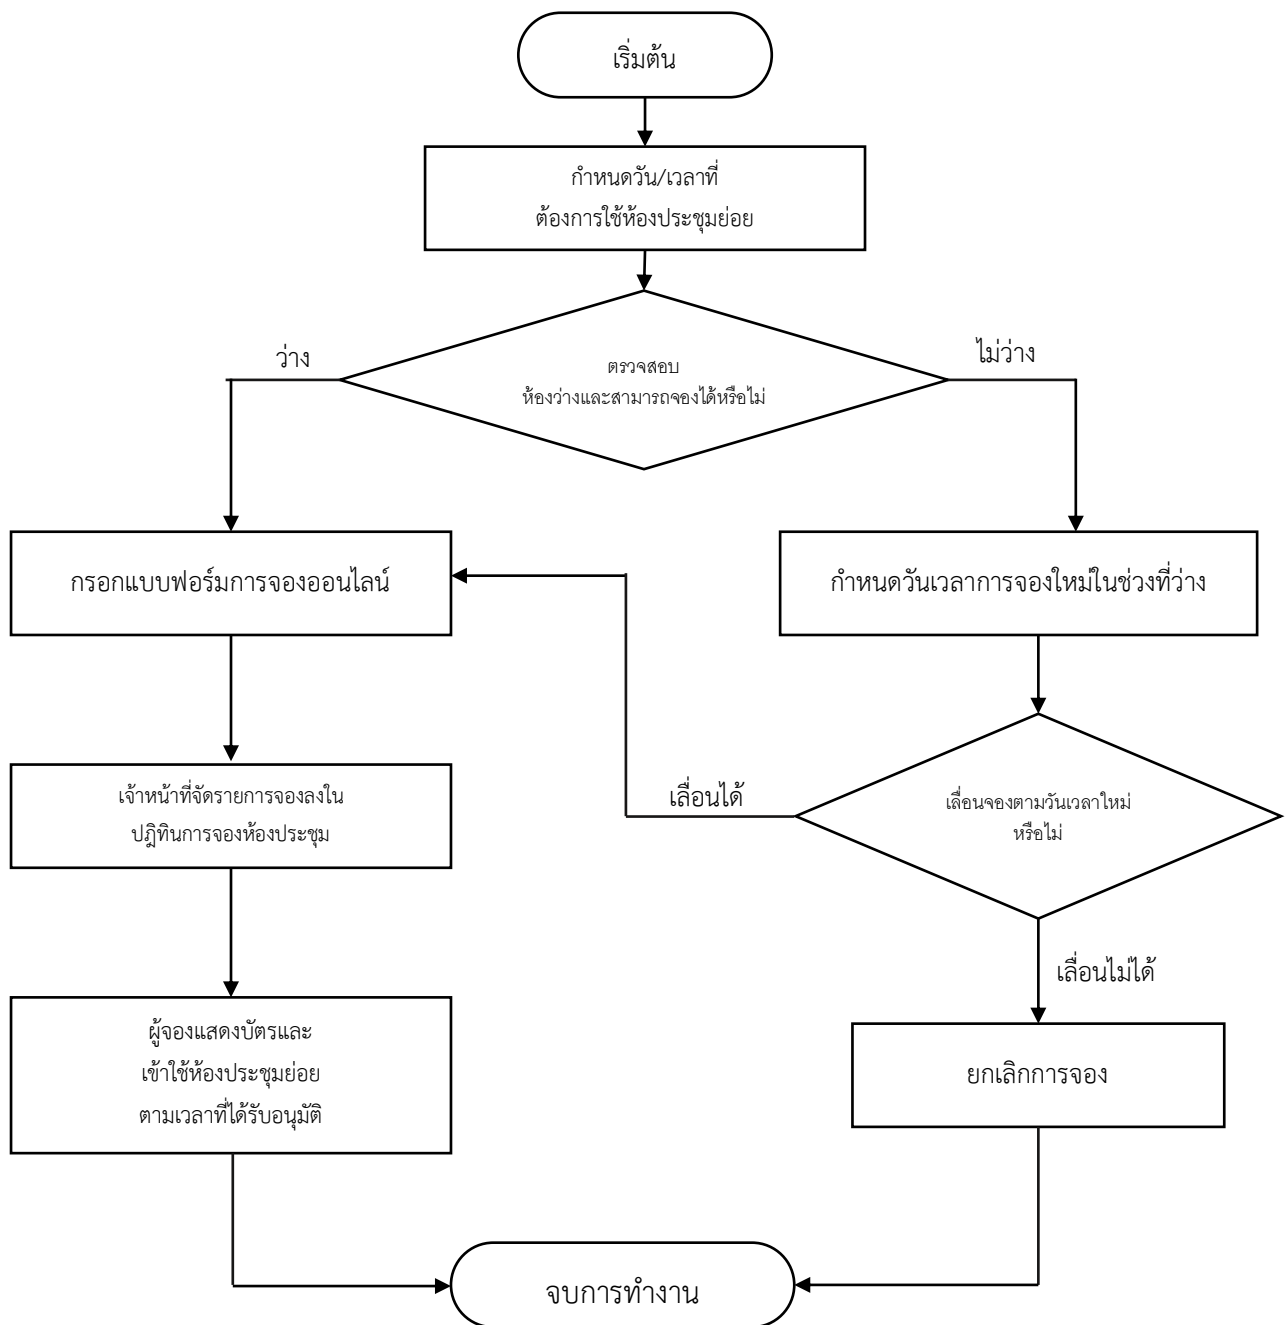 เริ่มต้น
กำหนดวัน/เวลาที่
ต้องการใช้ห้องประชุมย่อย
ว่าง
ไม่ว่าง
ตรวจสอบ
ห้องว่างและสามารถจองได้หรือไม่
กรอกแบบฟอร์มการจองออนไลน์
กำหนดวันเวลาการจองใหม่ในช่วงที่ว่าง
เจ้าหน้าที่จัดรายการจองลงใน
ปฎิทินการจองห้องประชุม
เลื่อนได้
เลื่อนจองตามวันเวลาใหม่
หรือไม่
เลื่อนไม่ได้
ผู้จองแสดงบัตรและ
เข้าใช้ห้องประชุมย่อย
ตามเวลาที่ได้รับอนุมัติ
ยกเลิกการจอง
จบการทำงาน